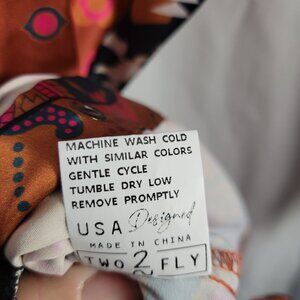 MACHINE WASH COLD
WITH SIMILAR COLORS
GENTLE CYCLE
TUMBLE DRY LOW
REMOVE PROMPTLY
USA Designed
MADE IN CHINA
TWO 2 FLY